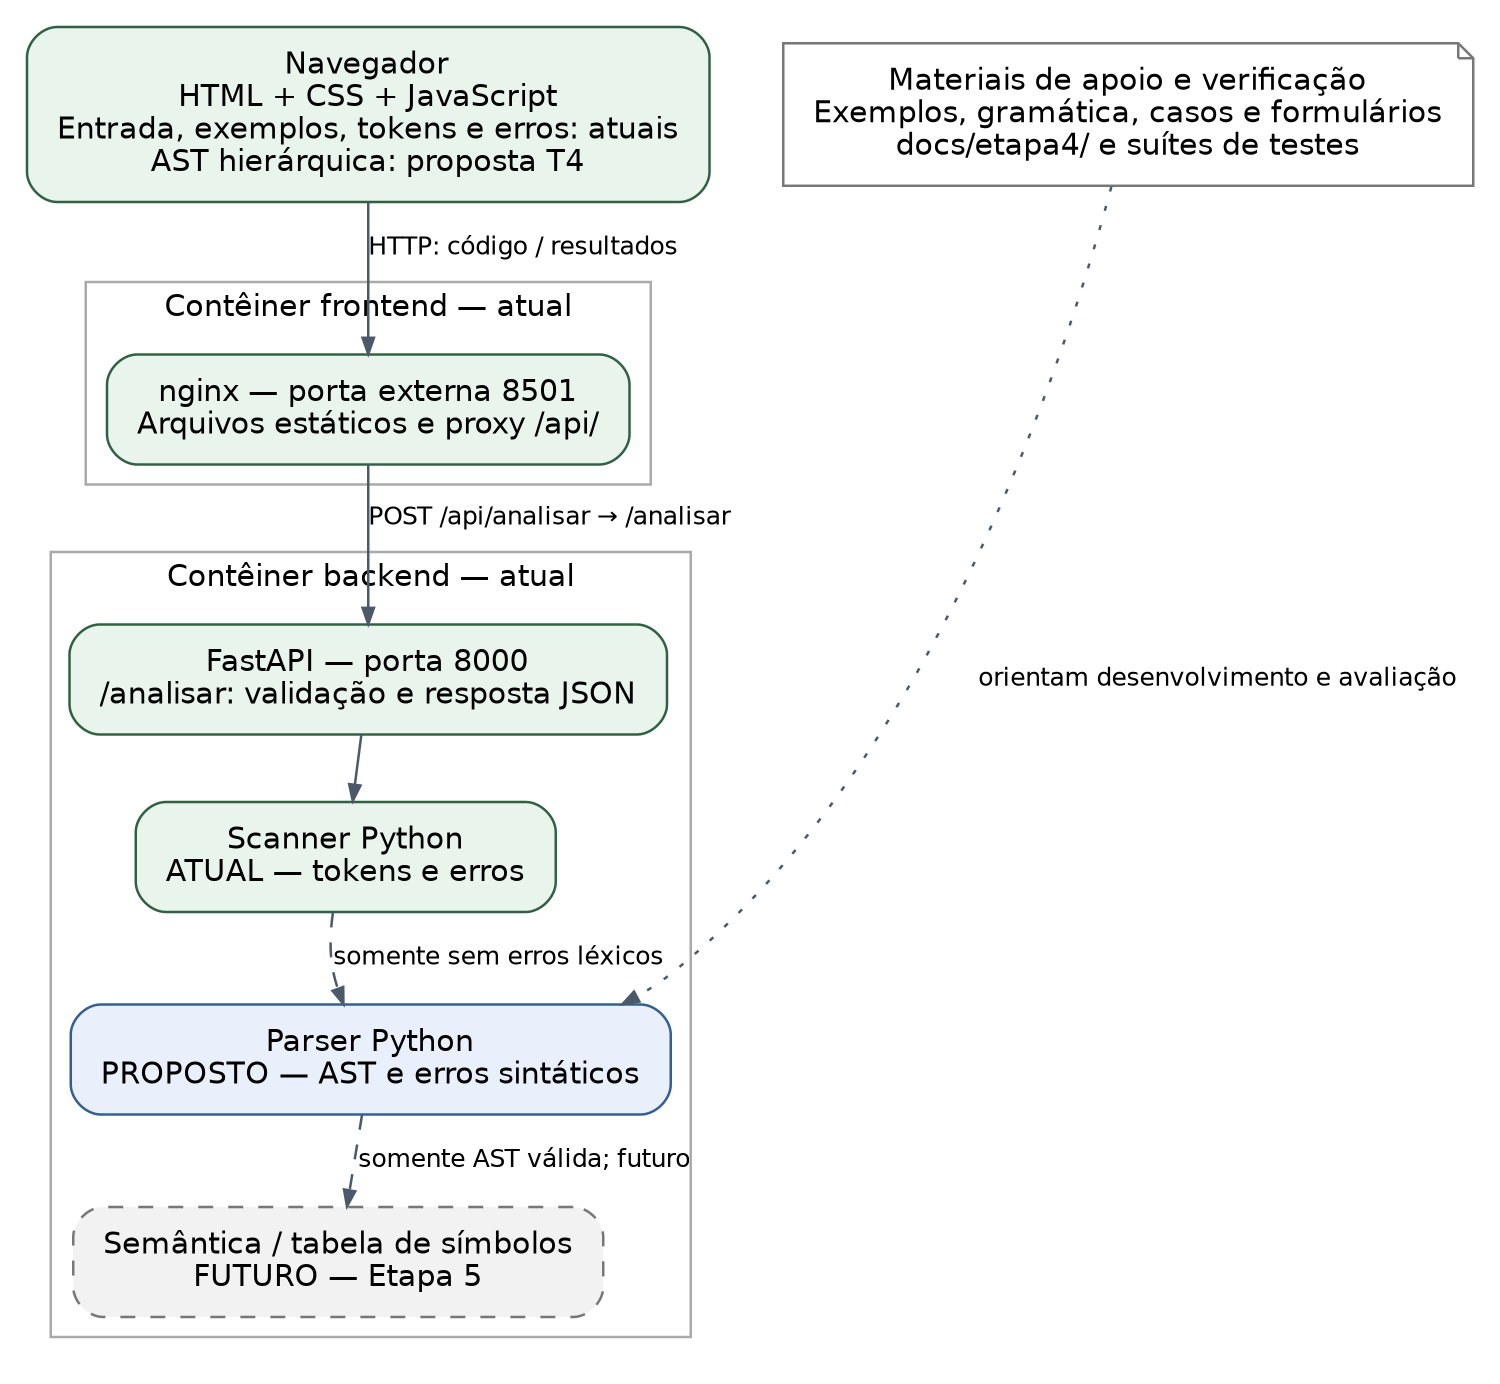 Navegador
HTML + CSS + JavaScript
Entrada, exemplos, tokens e erros: atuais
AST hierárquica: proposta T4
Materiais de apoio e verificação
Exemplos, gramática, casos e formulários
docs/etapa4/ e suítes de testes
HTTP: código / resultados
Contêiner frontend — atual
nginx — porta externa 8501
Arquivos estáticos e proxy /api/
POST /api/analisar → /analisar
Contêiner backend — atual
FastAPI — porta 8000
/analisar: validação e resposta JSON
orientam desenvolvimento e avaliação
Scanner Python
ATUAL — tokens e erros
somente sem erros léxicos
Parser Python
PROPOSTO — AST e erros sintáticos
somente AST válida; futuro
Semântica / tabela de símbolos
FUTURO — Etapa 5